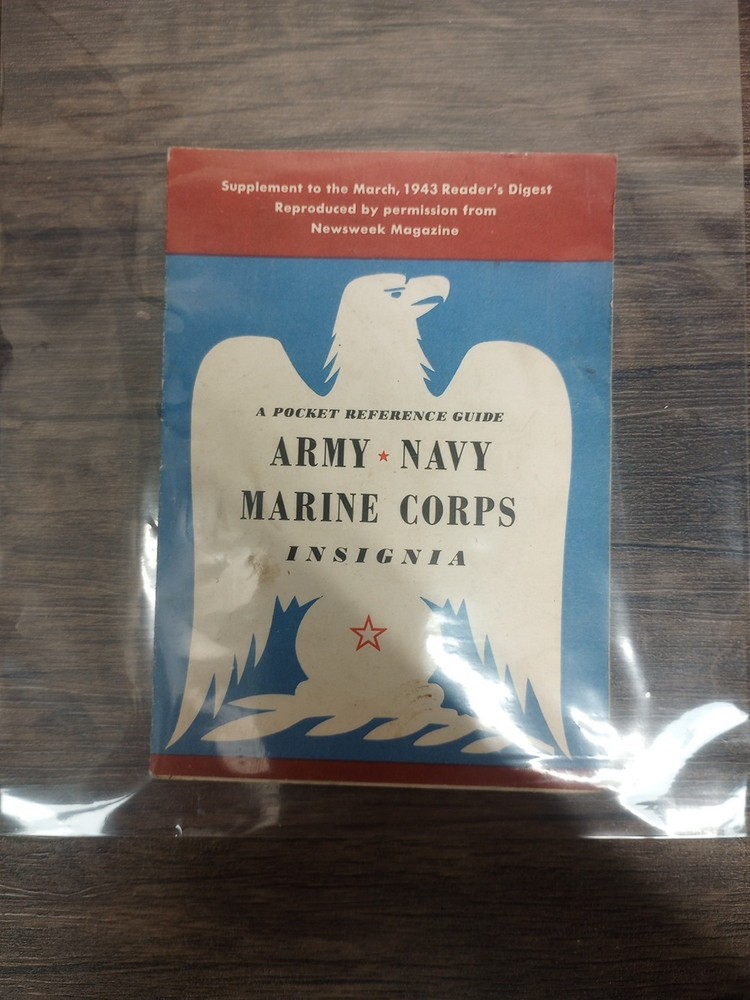 Supplement to the March, 1943 Reader's Digest
Reproduced by permission from
Newsweek Magazine
A POCKET REFERENCE GUIDE
ARMY ★ NAVY
MARINE CORPS
INSIGNIA